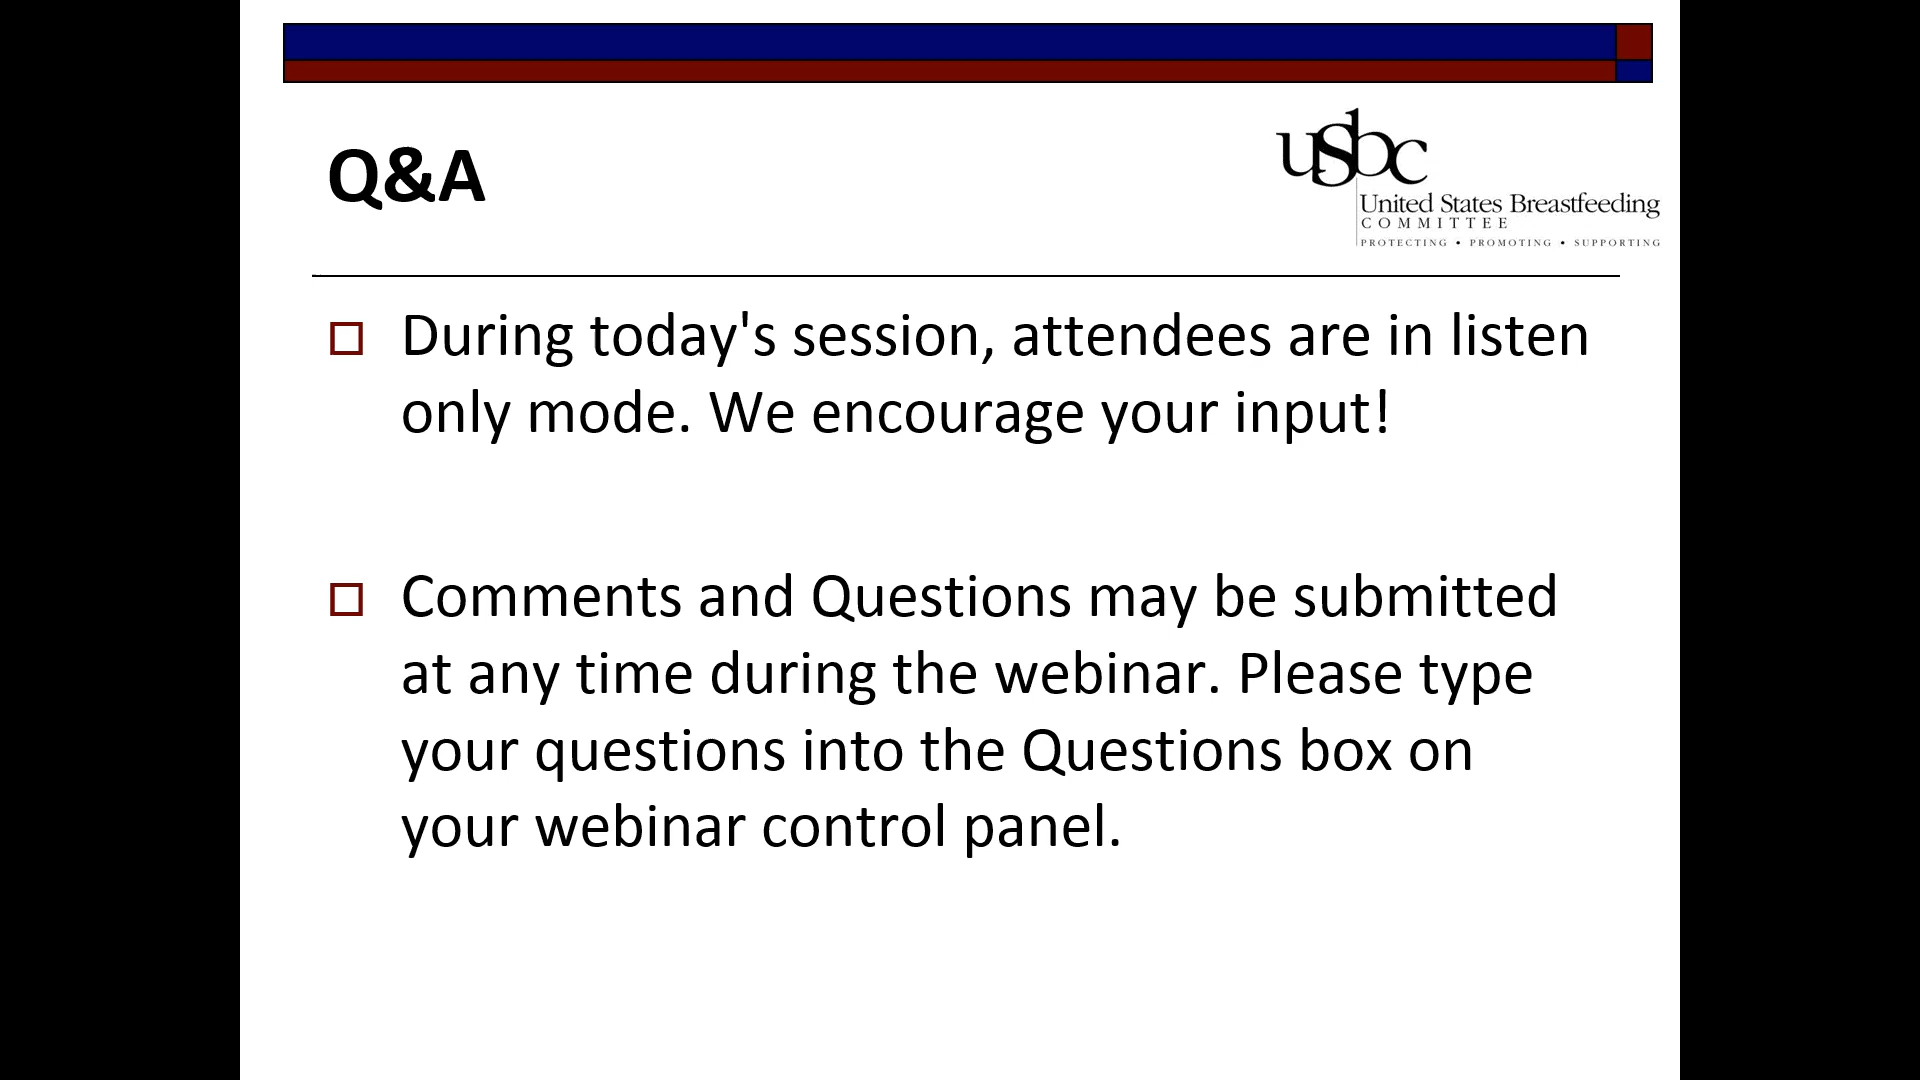 Q&A
usbc
United States Breastfeeding
COMMITTEE
PROTECTING • PROMOTING • SUPPORTING
During today's session, attendees are in listen
only mode. We encourage your input!
Comments and Questions may be submitted
at any time during the webinar. Please type
your questions into the Questions box on
your webinar control panel.